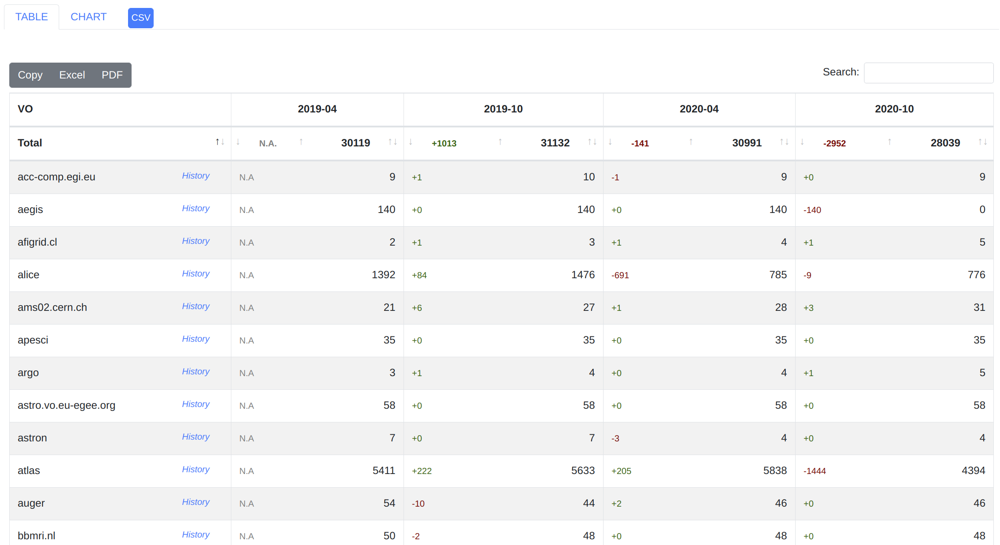 TABLE CHART CSV
Copy Excel PDF Search:
VO 2019-04 2019-10 2020-04 2020-10
Total ↑↓ ↓ N.A. ↑ 30119 ↑↓ ↓ +1013 ↑ 31132 ↑↓ ↓ -141 ↑ 30991 ↑↓ ↓ -2952 ↑ 28039 ↑↓
acc-comp.egi.eu History N.A 9 +1 10 -1 9 +0 9
aegis History N.A 140 +0 140 +0 140 -140 0
afigrid.cl History N.A 2 +1 3 +1 4 +1 5
alice History N.A 1392 +84 1476 -691 785 -9 776
ams02.cern.ch History N.A 21 +6 27 +1 28 +3 31
apesci History N.A 35 +0 35 +0 35 +0 35
argo History N.A 3 +1 4 +0 4 +1 5
astro.vo.eu-egee.org History N.A 58 +0 58 +0 58 +0 58
astron History N.A 7 +0 7 -3 4 +0 4
atlas History N.A 5411 +222 5633 +205 5838 -1444 4394
auger History N.A 54 -10 44 +2 46 +0 46
bbmri.nl History N.A 50 -2 48 +0 48 +0 48